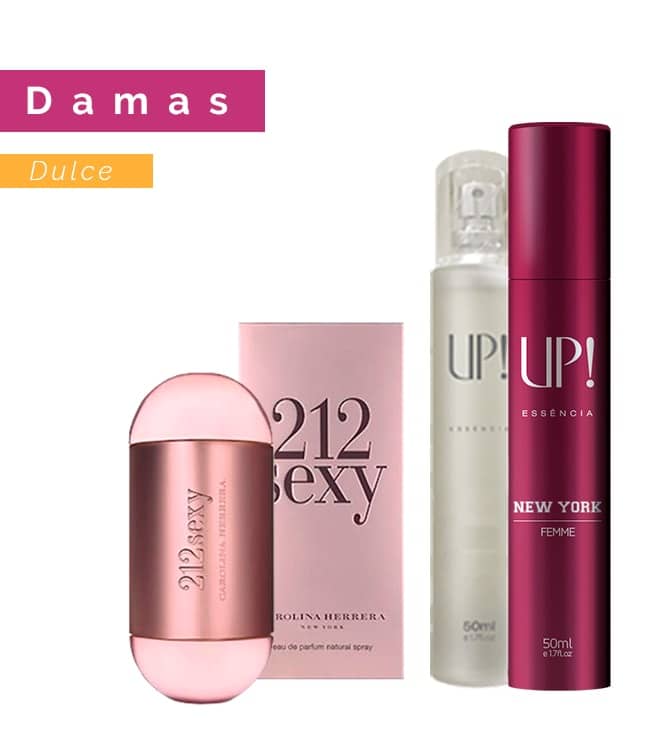 Damas
Dulce
212
sexy
CAROLINA HERRERA
NEW YORK
eau de parfum natural spray
212sexy
CAROLINA HERRERA
UP!
ESSÊNCIA
50ml
UP!
ESSÊNCIA
NEW YORK
FEMME
50ml
e 1.7fl.oz